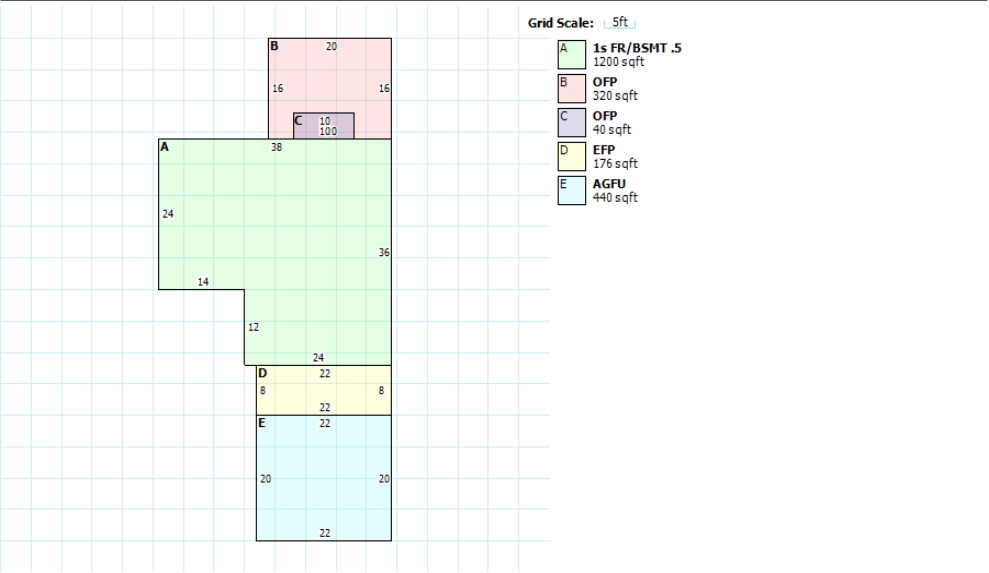 Grid Scale: 5ft
A 1s FR/BSMT .5
1200 sqft
B OFP
320 sqft
C OFP
40 sqft
D EFP
176 sqft
E AGFU
440 sqft
B 20
16 16
C 10
100
A 38
24
36
14
12
24
D 22
8 8
22
E 22
20 20
22